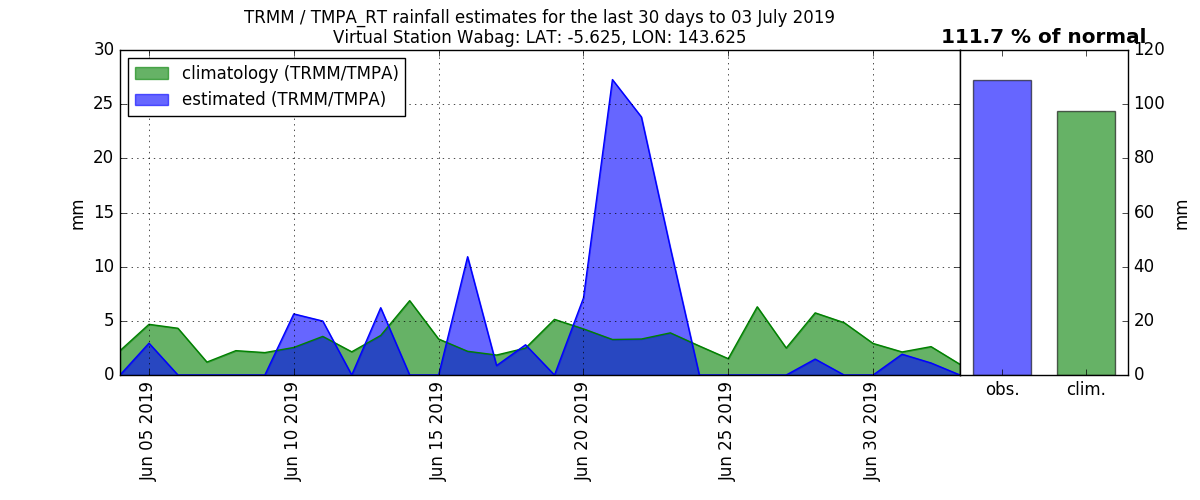 TRMM / TMPA_RT rainfall estimates for the last 30 days to 03 July 2019
Virtual Station Wabag: LAT: -5.625, LON: 143.625
111.7 % of normal
climatology (TRMM/TMPA)
estimated (TRMM/TMPA)
30
25
20
15
10
5
0
mm
Jun 05 2019
Jun 10 2019
Jun 15 2019
Jun 20 2019
Jun 25 2019
Jun 30 2019
obs.
clim.
120
100
80
60
40
20
0
mm